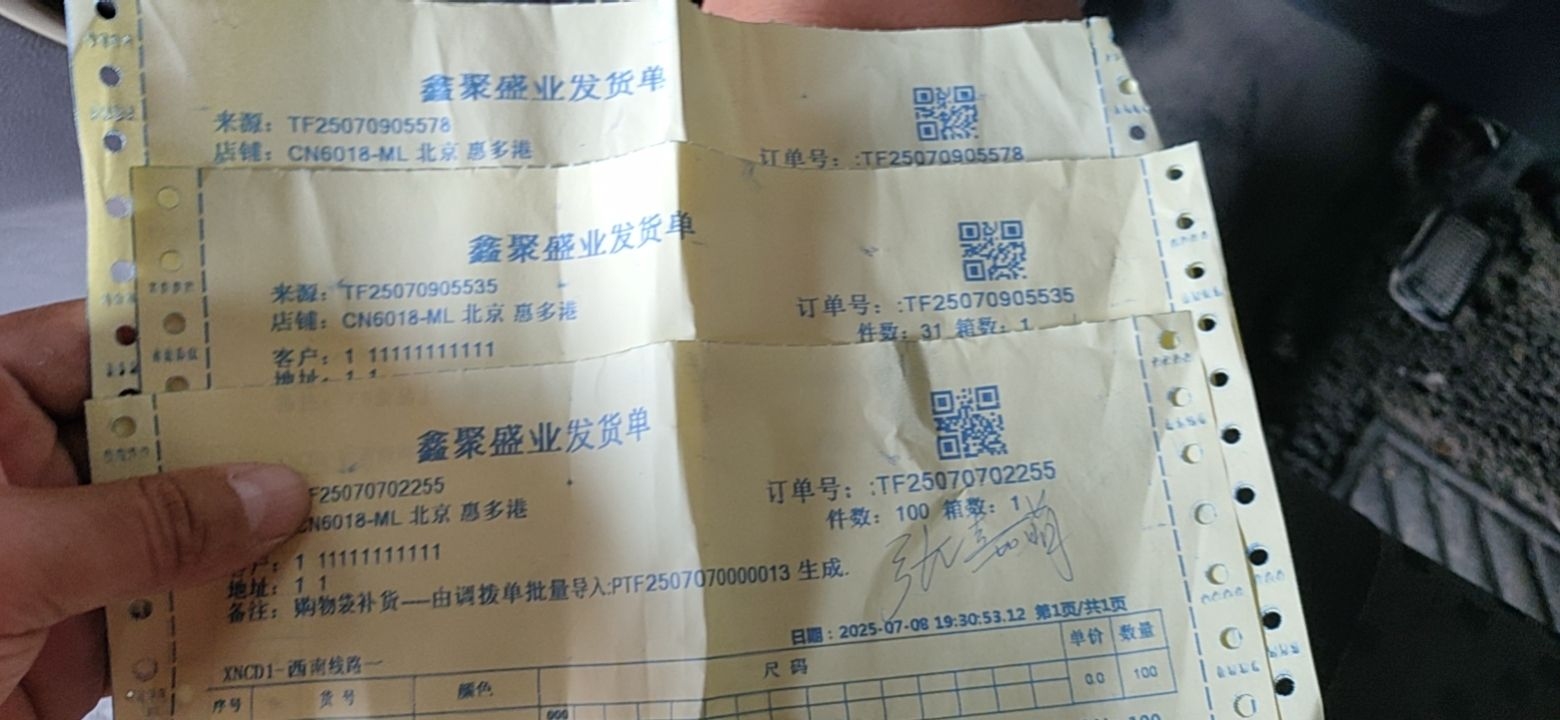 鑫聚盛业发货单
来源：TF25070905578
店铺：CN6018-ML 北京 惠多港
订单号：:TF25070905578
鑫聚盛业发货单
来源：TF25070905535
店铺：CN6018-ML 北京 惠多港
订单号：:TF25070905535
件数：31 箱数：1
客户：1 11111111111
地址：1 1
鑫聚盛业发货单
F25070702255
CN6018-ML 北京 惠多港
订单号：:TF25070702255
件数：100 箱数：1
客户：1 11111111111
地址：1 1
备注：购物袋补货——由调拨单批量导入:PTF2507070000013 生成.
日期：2025-07-08 19:30:53.12 第1页/共1页
XNCD1-西南线路一
序号 货号 颜色 尺码 单价 数量
000
0.0 100